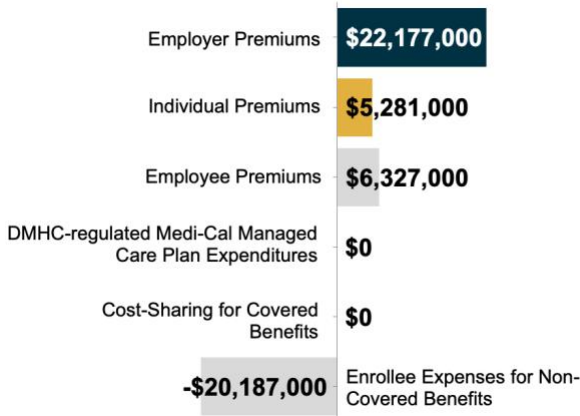 Employer Premiums $22,177,000
Individual Premiums $5,281,000
Employee Premiums $6,327,000
DMHC-regulated Medi-Cal Managed
Care Plan Expenditures $0
Cost-Sharing for Covered
Benefits $0
-$20,187,000 Enrollee Expenses for Non-
Covered Benefits